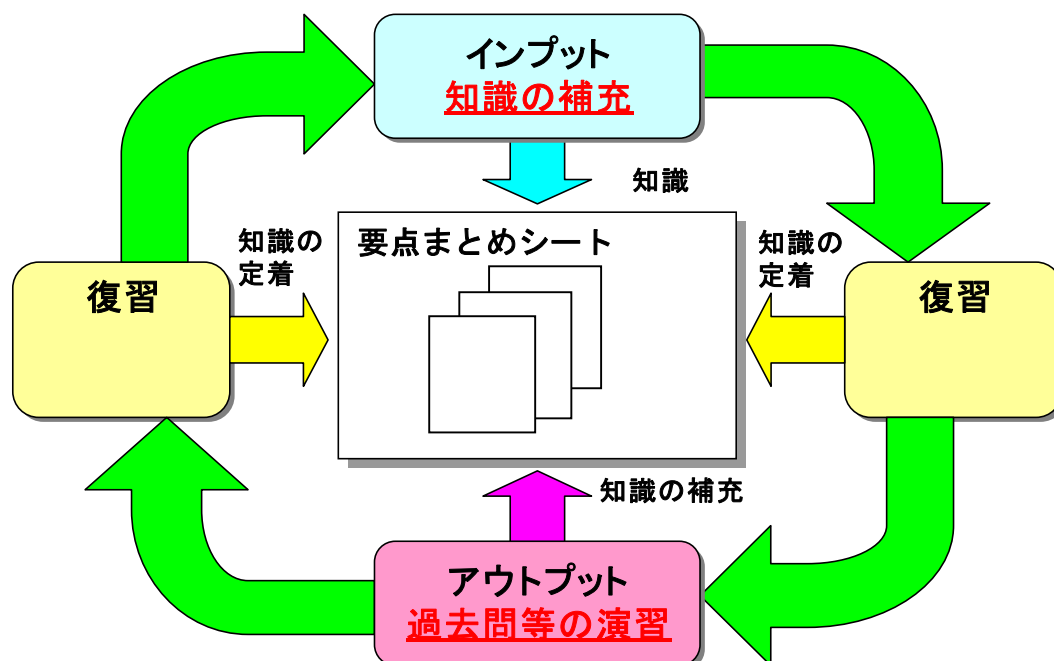 インプット
知識の補充
知識
要点まとめシート
知識の
定着
知識の
定着
復習
復習
知識の補充
アウトプット
過去問等の演習